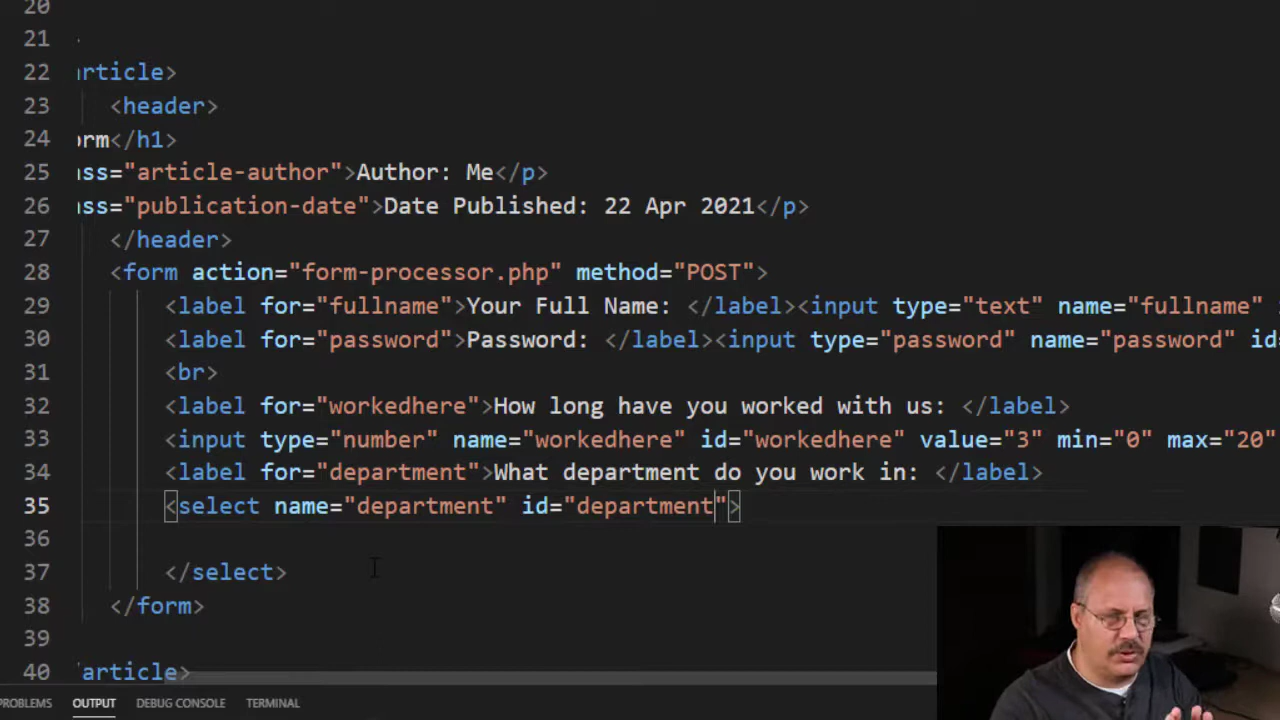 20
21
22 article>
23 <header>
24 orm</h1>
25 ass="article-author">Author: Me</p>
26 ass="publication-date">Date Published: 22 Apr 2021</p>
27 </header>
28 <form action="form-processor.php" method="POST">
29 <label for="fullname">Your Full Name: </label><input type="text" name="fullname"
30 <label for="password">Password: </label><input type="password" name="password" id=
31 <br>
32 <label for="workedhere">How long have you worked with us: </label>
33 <input type="number" name="workedhere" id="workedhere" value="3" min="0" max="20"
34 <label for="department">What department do you work in: </label>
35 <select name="department" id="department">
36
37 </select>
38 </form>
39
40 /article>
PROBLEMS OUTPUT DEBUG CONSOLE TERMINAL